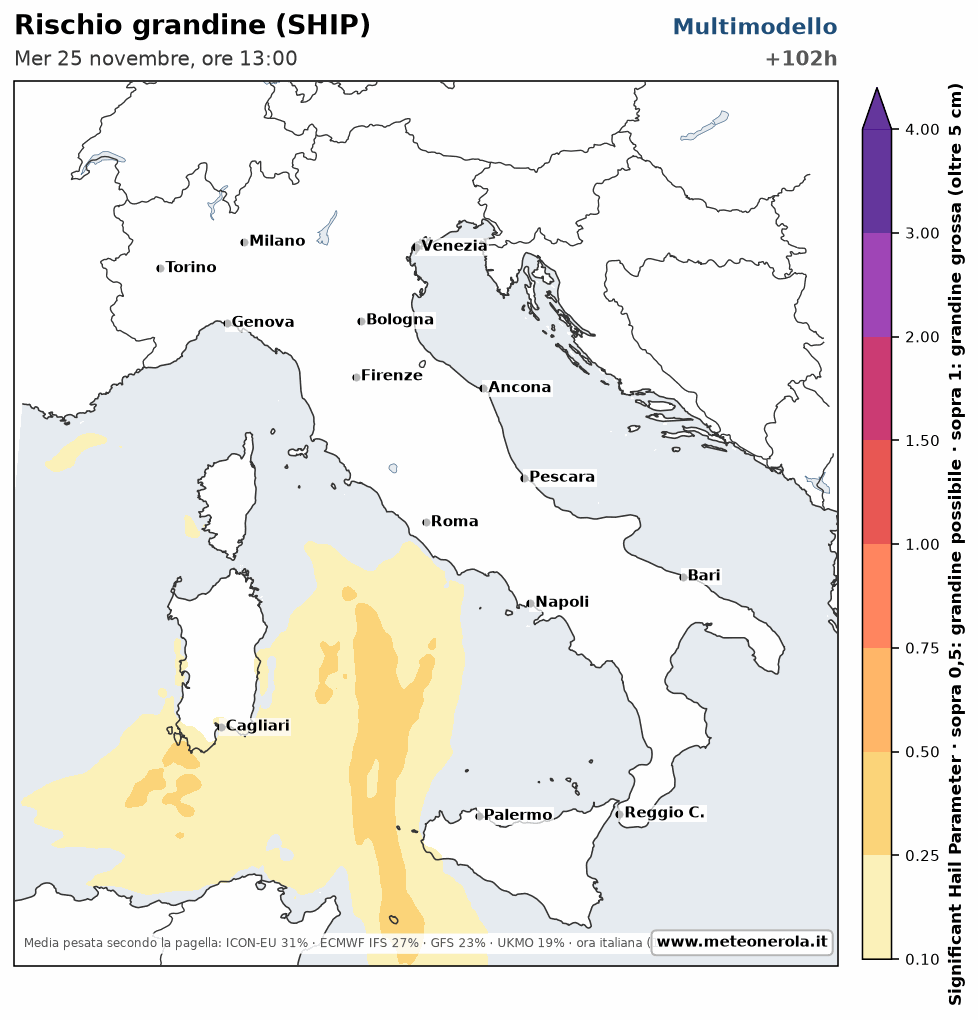 Rischio grandine (SHIP)
Multimodello
Mer 25 novembre, ore 13:00
+102h
Milano
Venezia
Torino
Genova
Bologna
Firenze
Ancona
Pescara
Roma
Bari
Napoli
Cagliari
Palermo
Reggio C.
Media pesata secondo la pagella: ICON-EU 31% · ECMWF IFS 27% · GFS 23% · UKMO 19% · ora italiana (
www.meteonerola.it
4.00
3.00
2.00
1.50
1.00
0.75
0.50
0.25
0.10
Significant Hail Parameter · sopra 0,5: grandine possibile · sopra 1: grandine grossa (oltre 5 cm)